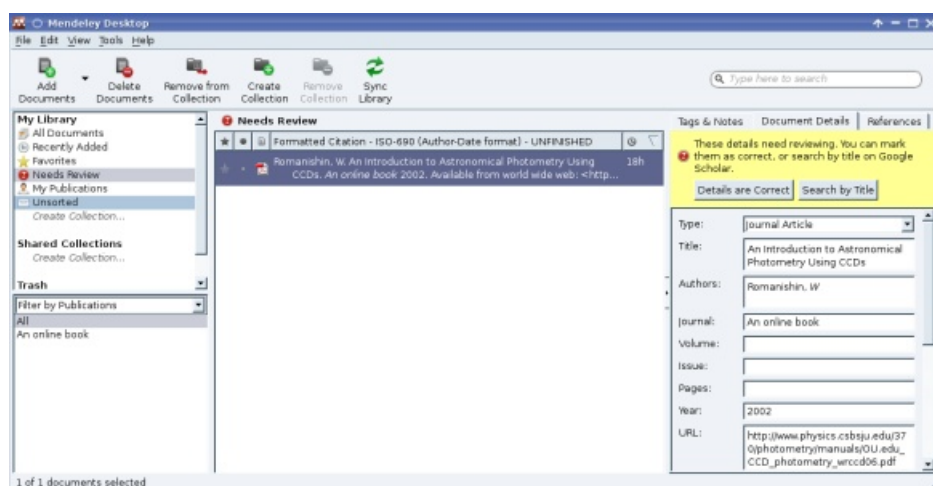 Mendeley Desktop
File Edit View Tools Help
Add Documents
Delete Documents
Remove from Collection
Create Collection
Remove Collection
Sync Library
Type here to search
My Library
All Documents
Recently Added
Favorites
Needs Review
My Publications
Unsorted
Create Collection...
Shared Collections
Create Collection...
Trash
Filter by Publications
All
An online book
Needs Review
Formatted Citation - ISO-690 (Author-Date format) - UNFINISHED
Romanishin, W. An Introduction to Astronomical Photometry Using 18h
CCDs. An online book 2002. Available from world wide web: <http...
Tags & Notes Document Details References
These details need reviewing. You can mark
them as correct, or search by title on Google
Scholar.
Details are Correct Search by Title
Type: Journal Article
Title: An Introduction to Astronomical
Photometry Using CCDs
Authors: Romanishin, W
Journal: An online book
Volume:
Issue:
Pages:
Year: 2002
URL: http://www.physics.csbsju.edu/37
0/photometry/manuals/OU.edu_
CCD_photometry_wrccd06.pdf
1 of 1 documents selected